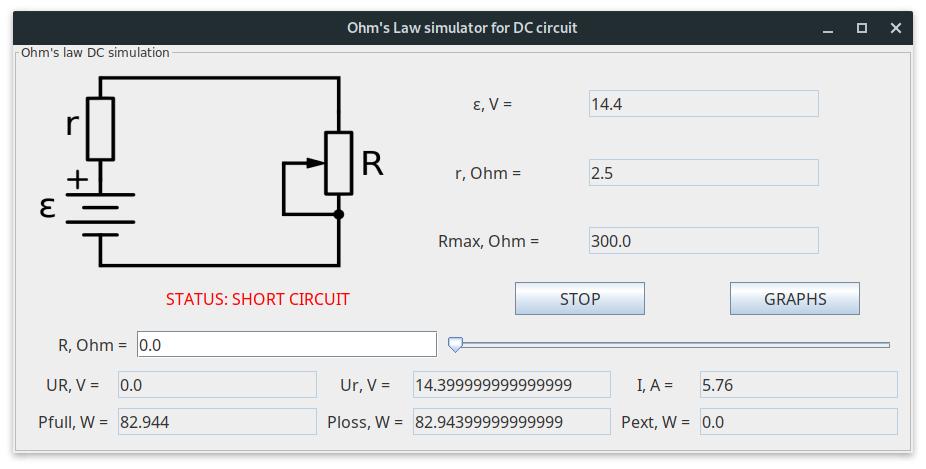 Ohm's Law simulator for DC circuit
Ohm's law DC simulation
r
+
ε
R
ε, V = 14.4
r, Ohm = 2.5
Rmax, Ohm = 300.0
STATUS: SHORT CIRCUIT
STOP
GRAPHS
R, Ohm = 0.0
UR, V = 0.0 Ur, V = 14.399999999999999 I, A = 5.76
Pfull, W = 82.944 Ploss, W = 82.94399999999999 Pext, W = 0.0